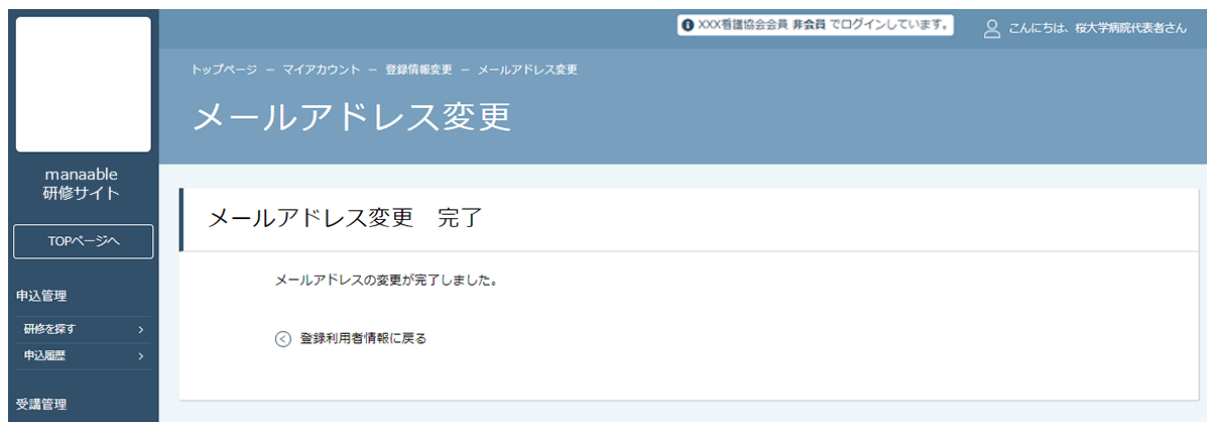 XXX看護協会会員 非会員 でログインしています。
こんにちは、桜大学病院代表者さん
トップページ － マイアカウント － 登録情報変更 － メールアドレス変更
メールアドレス変更
manaable
研修サイト
TOPページへ
申込管理
研修を探す
申込履歴
受講管理
メールアドレス変更　完了
メールアドレスの変更が完了しました。
登録利用者情報に戻る